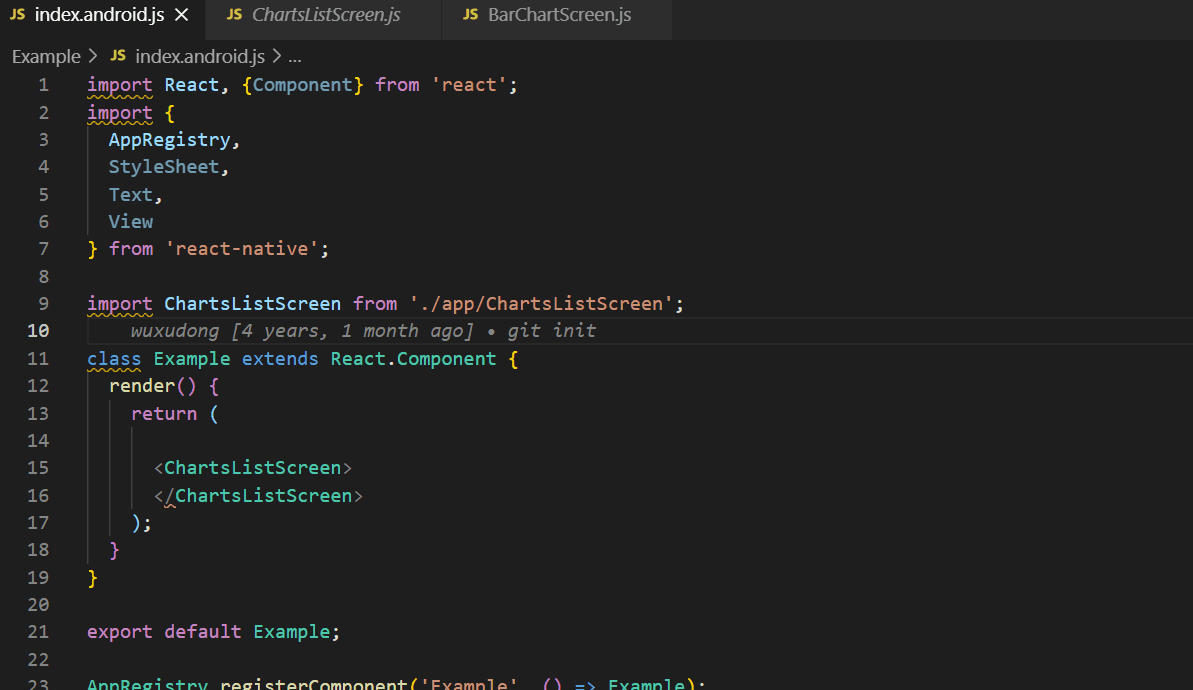 JS index.android.js × JS ChartsListScreen.js JS BarChartScreen.js
Example > JS index.android.js > ...
1 import React, {Component} from 'react';
2 import {
3 AppRegistry,
4 StyleSheet,
5 Text,
6 View
7 } from 'react-native';
8
9 import ChartsListScreen from './app/ChartsListScreen';
10 wuxudong [4 years, 1 month ago] • git init
11 class Example extends React.Component {
12 render() {
13 return (
14
15 <ChartsListScreen>
16 </ChartsListScreen>
17 );
18 }
19 }
20
21 export default Example;
22
23 AppRegistry.registerComponent('Example', () => Example);